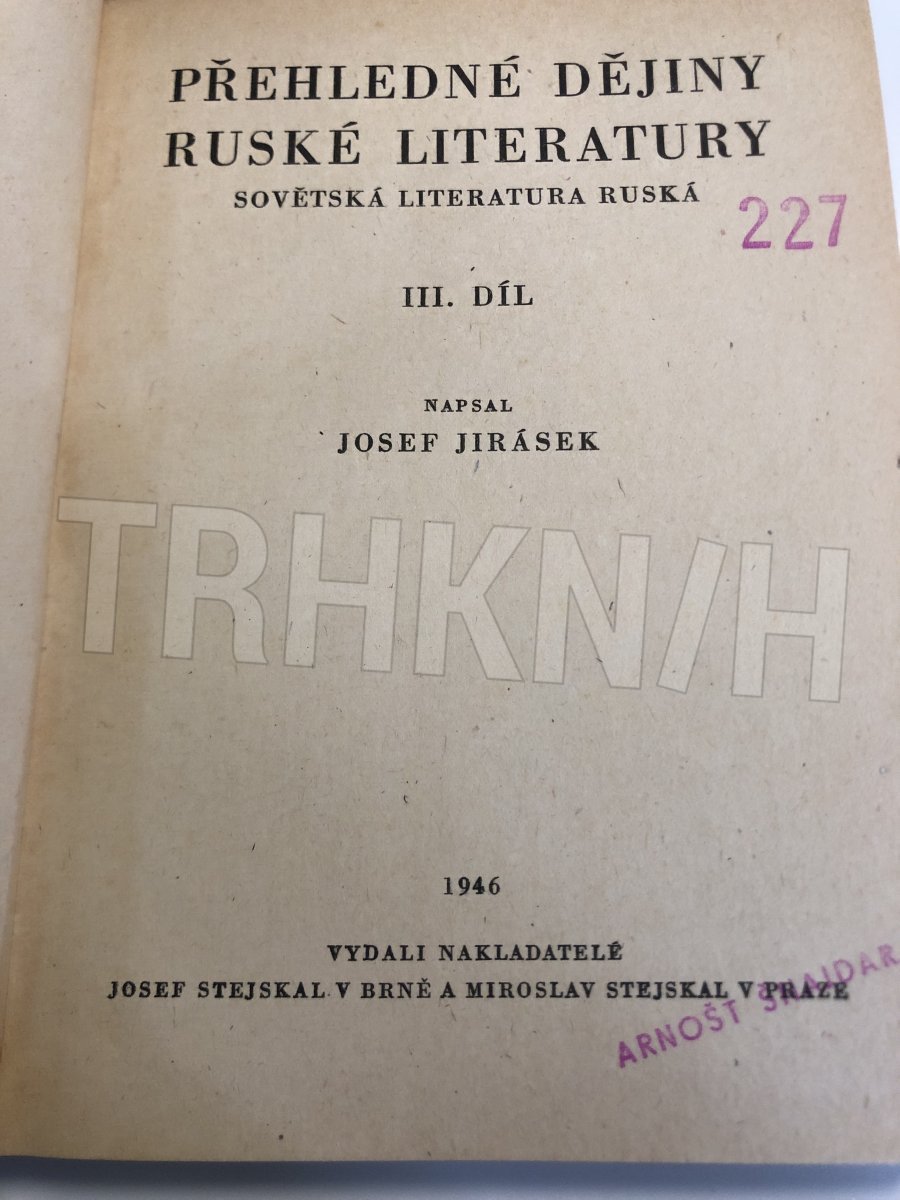 PŘEHLEDNÉ DĚJINY
RUSKÉ LITERATURY
SOVĚTSKÁ LITERATURA RUSKÁ
227
III. DÍL
NAPSAL
JOSEF JIRÁSEK
TRHKNIH
1946
VYDALI NAKLADATELÉ
JOSEF STEJSKAL V BRNĚ A MIROSLAV STEJSKAL V PRAZE
ARNOŠT ŠNAJDAR